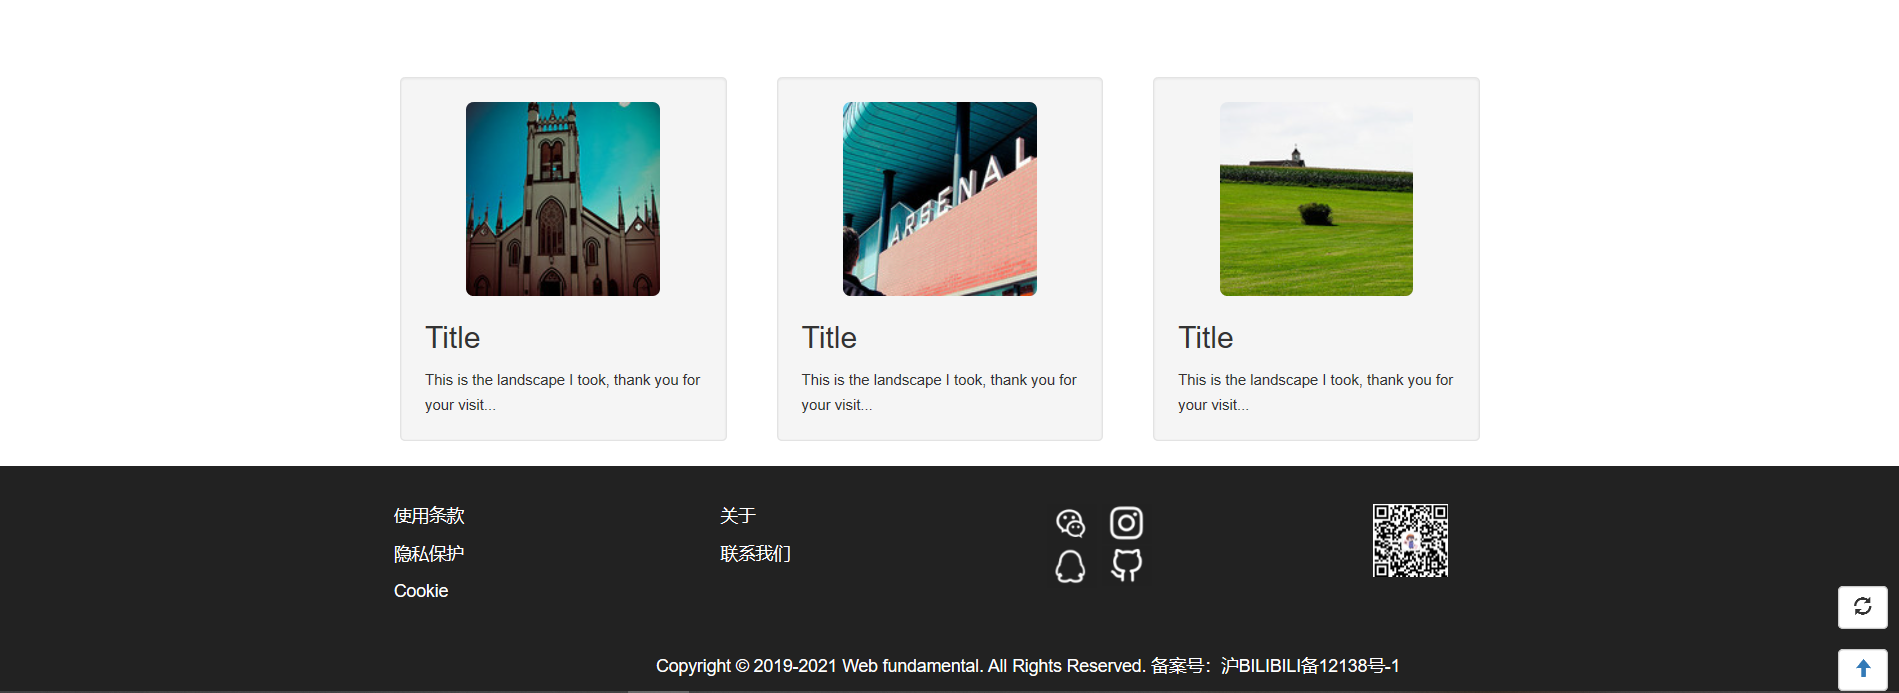 ARSENAL
Title
This is the landscape I took, thank you for
your visit...
Title
This is the landscape I took, thank you for
your visit...
Title
This is the landscape I took, thank you for
your visit...
使用条款
隐私保护
Cookie
关于
联系我们
Copyright © 2019-2021 Web fundamental. All Rights Reserved. 备案号：沪BILIBILI备12138号-1